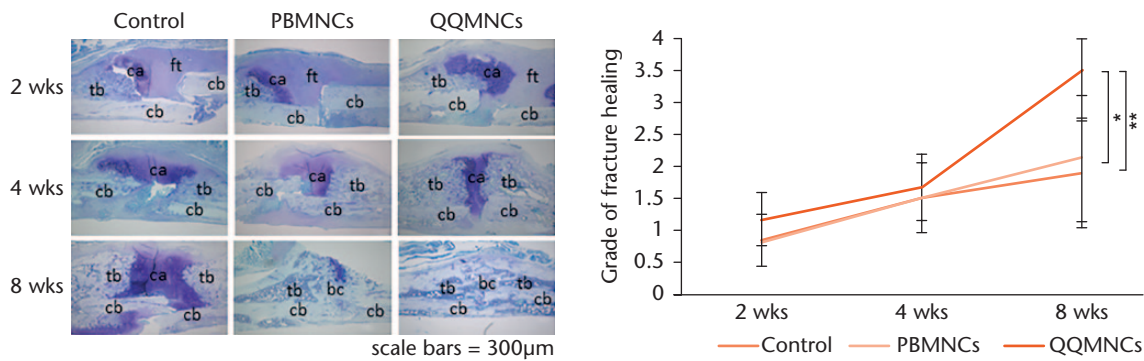 Control PBMNCs QQMNCs
2 wks
ca ft tb cb cb
ca ft tb cb cb
ft ca tb cb cb
4 wks
ca cb tb cb
ca cb tb cb
tb ca tb cb cb
8 wks
tb ca tb cb cb
tb bc cb cb
bc tb tb cb cb
scale bars = 300µm
Grade of fracture healing
4
3.5
3
2.5
2
1.5
1
0.5
0
* **
2 wks 4 wks 8 wks
Control PBMNCs QQMNCs